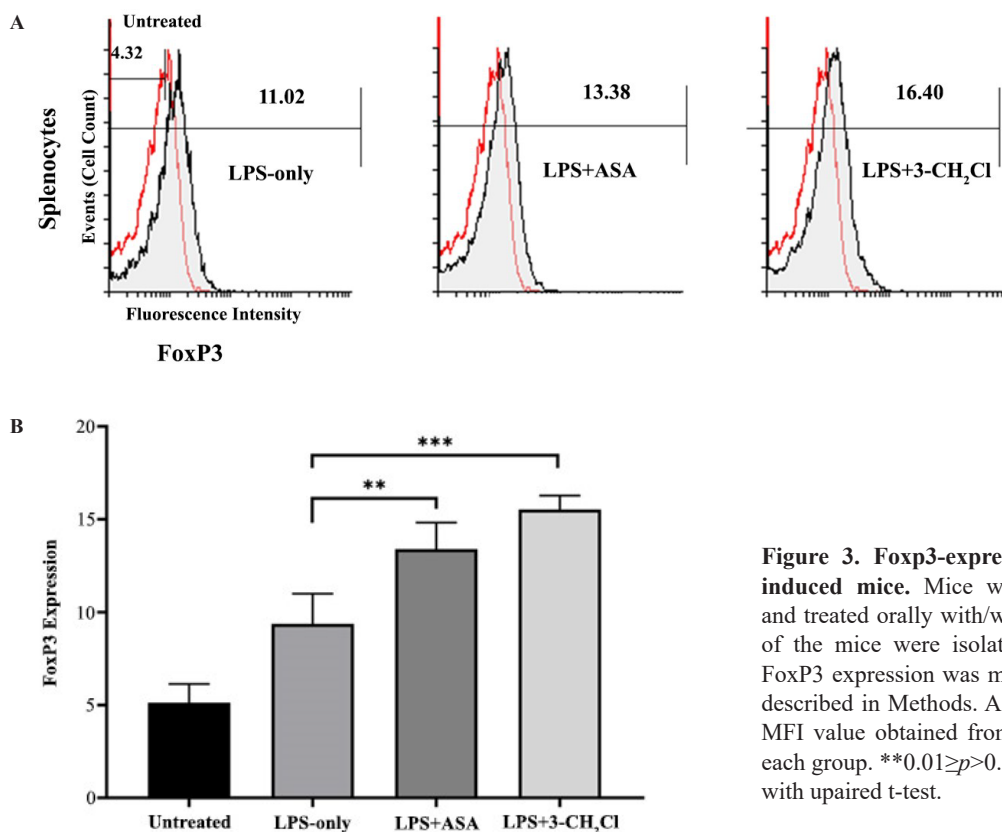 A
Untreated
4.32
11.02
LPS-only
13.38
LPS+ASA
16.40
LPS+3-CH₂Cl
Splenocytes
Events (Cell Count)
Fluorescence Intensity
FoxP3
B
20
15
10
5
0
FoxP3 Expression
***
**
Untreated
LPS-only
LPS+ASA
LPS+3-CH₂Cl
Figure 3. Foxp3-expre
induced mice. Mice w
and treated orally with/w
of the mice were isolat
FoxP3 expression was m
described in Methods. A
MFI value obtained from
each group. **0.01≥p>0.
with upaired t-test.